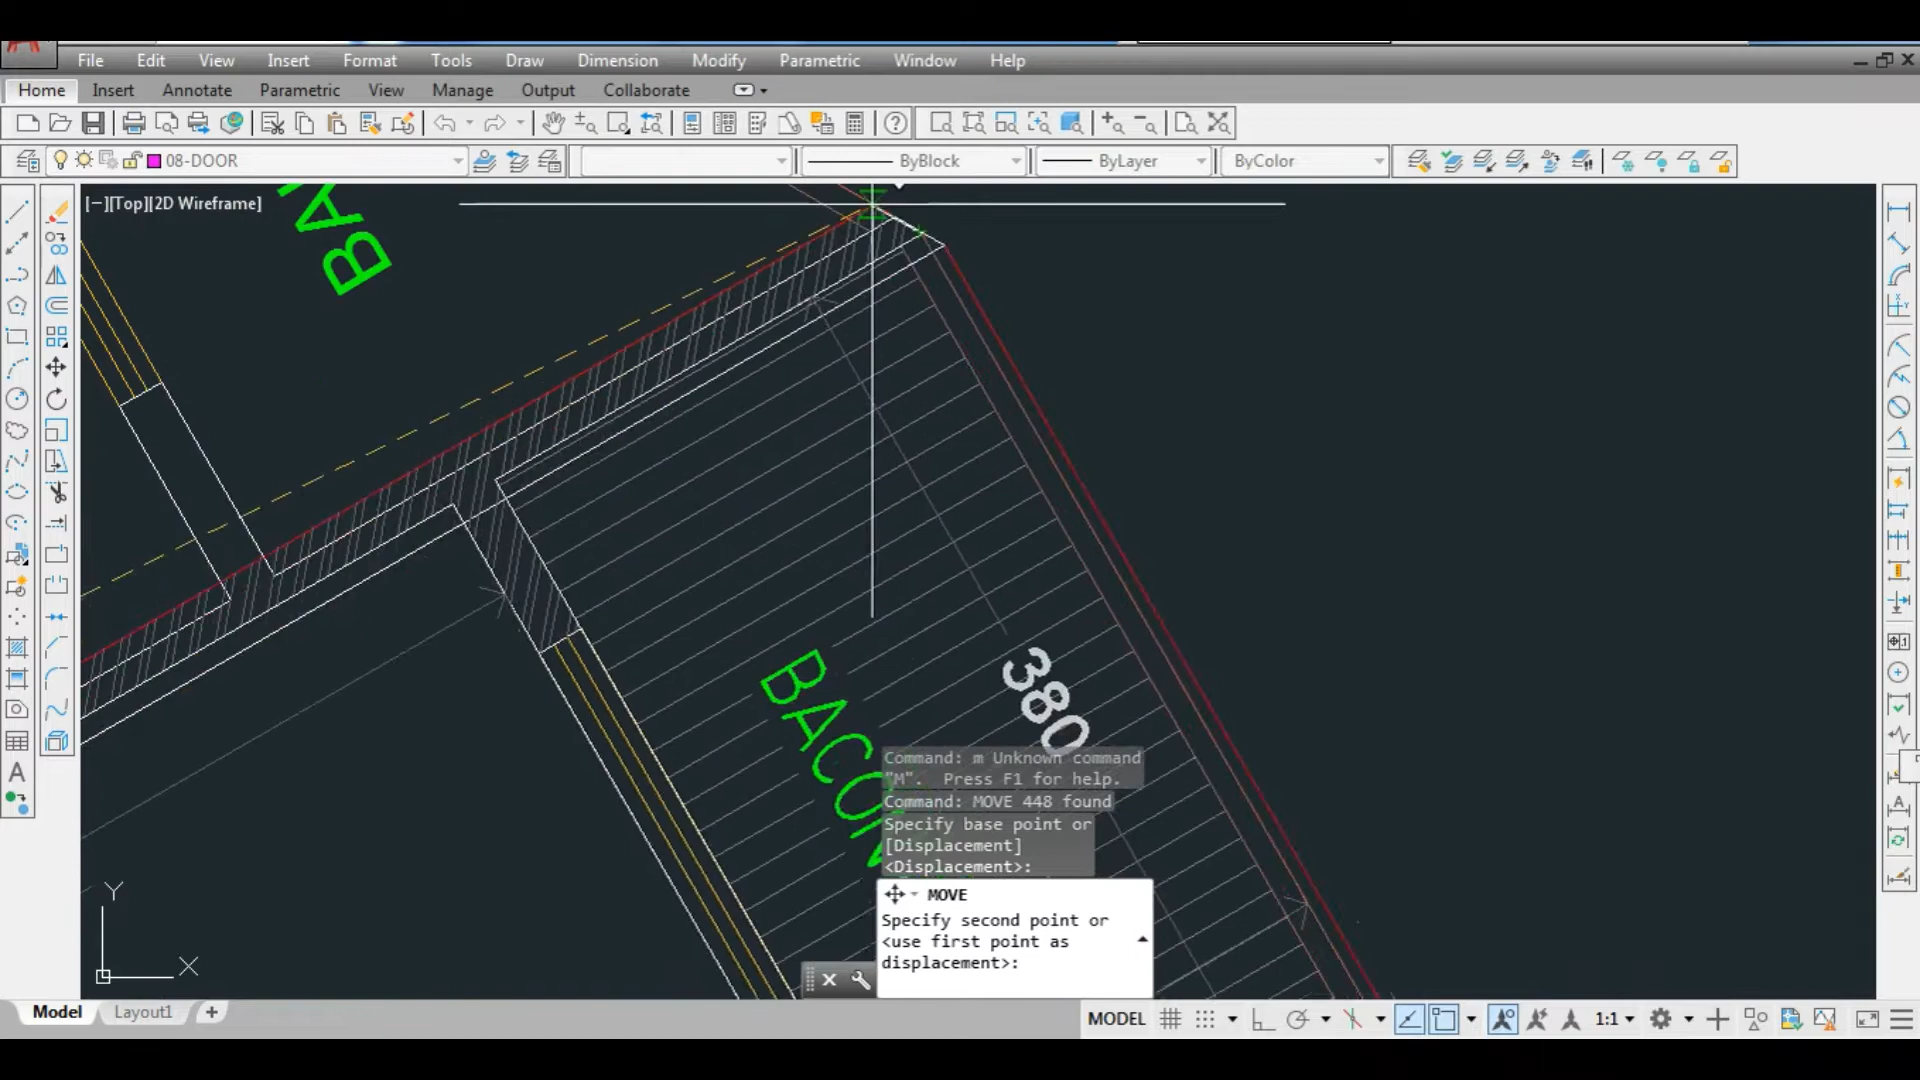 File Edit View Insert Format Tools Draw Dimension Modify Parametric Window Help
Home Insert Annotate Parametric View Manage Output Collaborate
08-DOOR ByBlock ByLayer ByColor
[−][Top][2D Wireframe]
380
Command: m Unknown command
"M". Press F1 for help.
Command: MOVE 448 found
Specify base point or
[Displacement]
<Displacement>:
MOVE
Specify second point or
<use first point as
displacement>:
Y
X
Model Layout1 +
MODEL 1:1